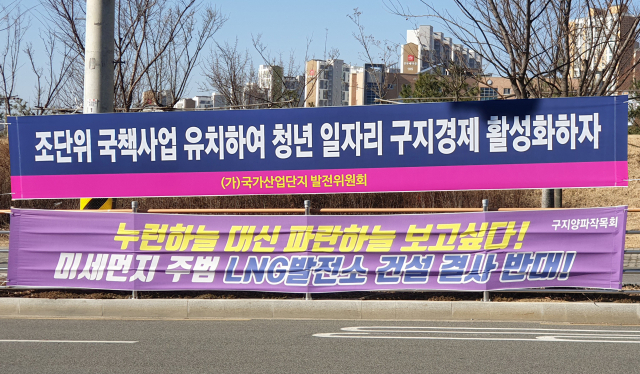 조단위 국책사업 유치하여 청년 일자리 구지경제 활성화하자
(가)국가산업단지 발전위원회
누런하늘 대신 파란하늘 보고싶다!
구지양파작목회
미세먼지 주범 LNG발전소 건설 결사 반대!